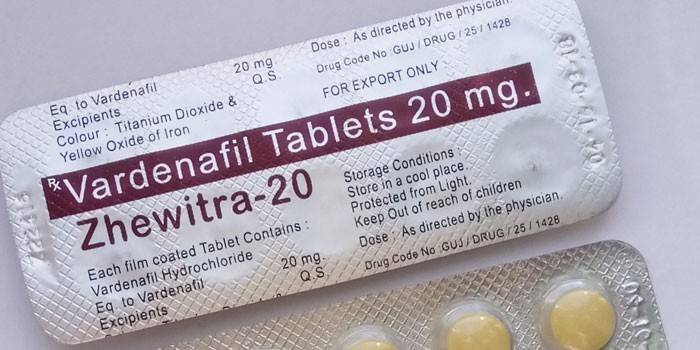 Eq. to Vardenafil
20 mg
Excipients
Q.S.
Colour : Titanium Dioxide &
Yellow Oxide of Iron
Dose : As directed by the physician.
Drug Code No :GUJ / DRUG / 25 / 1428
FOR EXPORT ONLY
Rx Vardenafil Tablets 20 mg.
Zhewitra-20
Each film coated Tablet Contains :
Vardenafil Hydrochloride
Eq. to Vardenafil
20 mg.
Excipients
Q.S.
Storage Conditions :
Store in a cool place.
Protected from Light.
Keep Out of reach of children
Dose : As directed by the physician.
Drug Code No :GUJ / DRUG / 25 / 1428